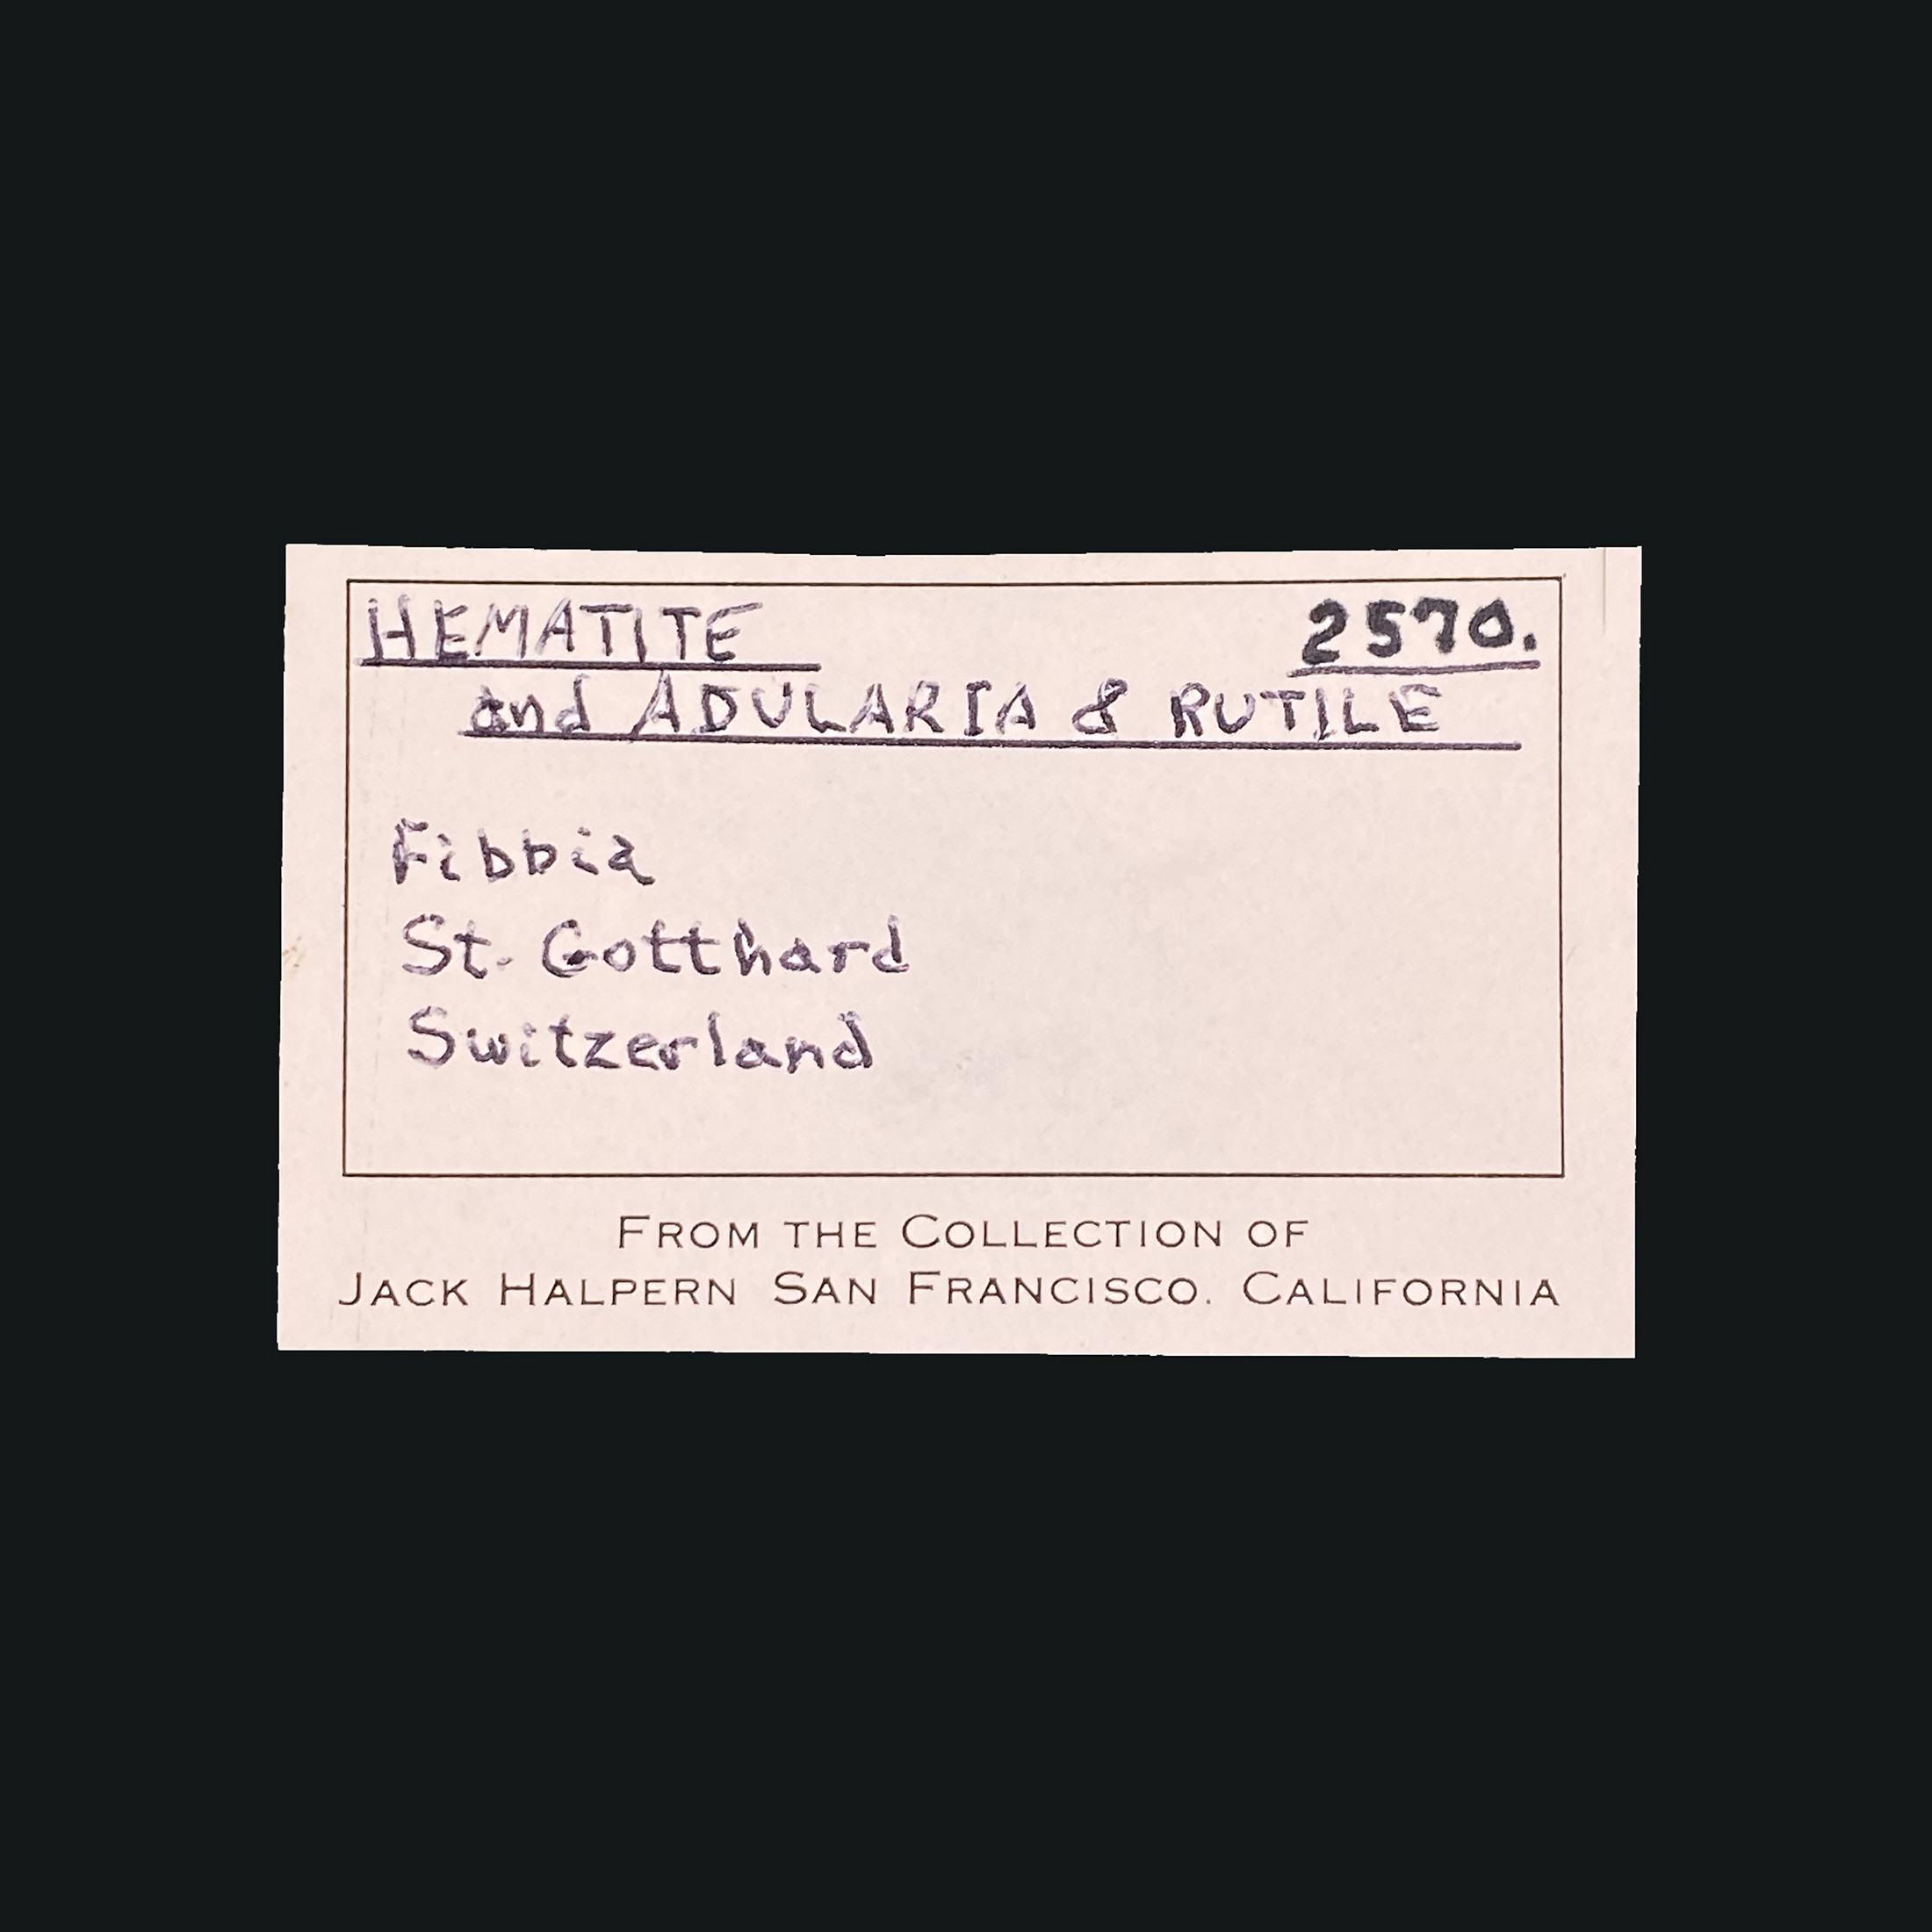 HEMATITE 2570.
and ADULARIA & RUTILE
Fibbia
St. Gotthard
Switzerland
FROM THE COLLECTION OF
JACK HALPERN SAN FRANCISCO. CALIFORNIA